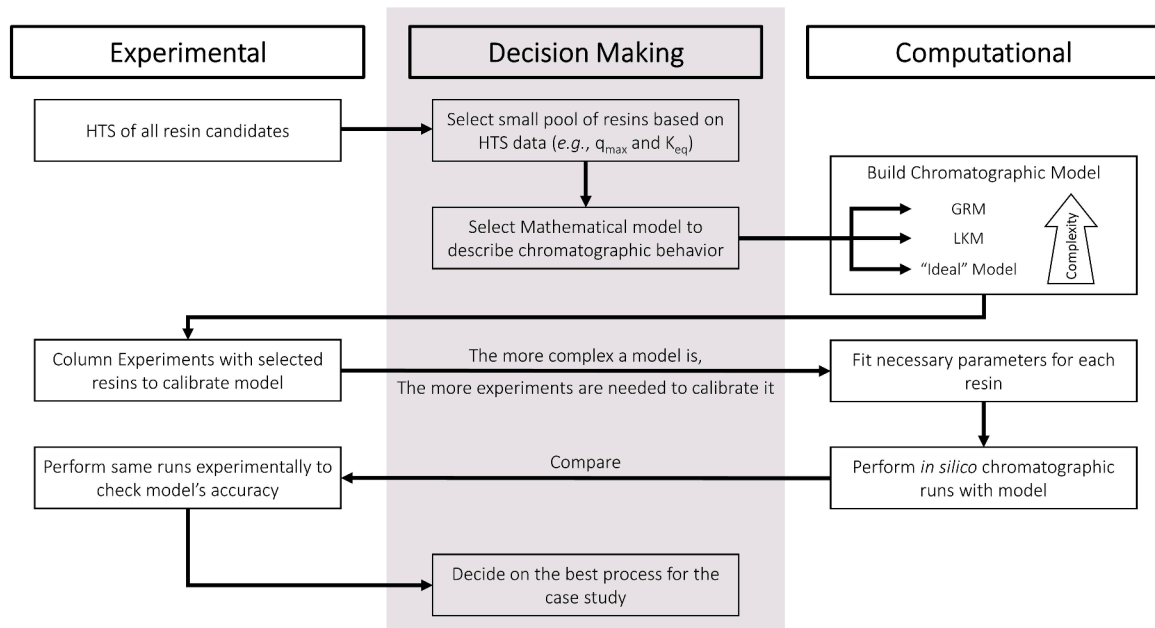 Experimental
Decision Making
Computational
HTS of all resin candidates
Select small pool of resins based on
HTS data (e.g., qmax and Keq)
Select Mathematical model to
describe chromatographic behavior
Build Chromatographic Model
GRM
LKM
“Ideal” Model
Complexity
Column Experiments with selected
resins to calibrate model
The more complex a model is,
The more experiments are needed to calibrate it
Fit necessary parameters for each
resin
Perform same runs experimentally to
check model’s accuracy
Compare
Perform in silico chromatographic
runs with model
Decide on the best process for the
case study